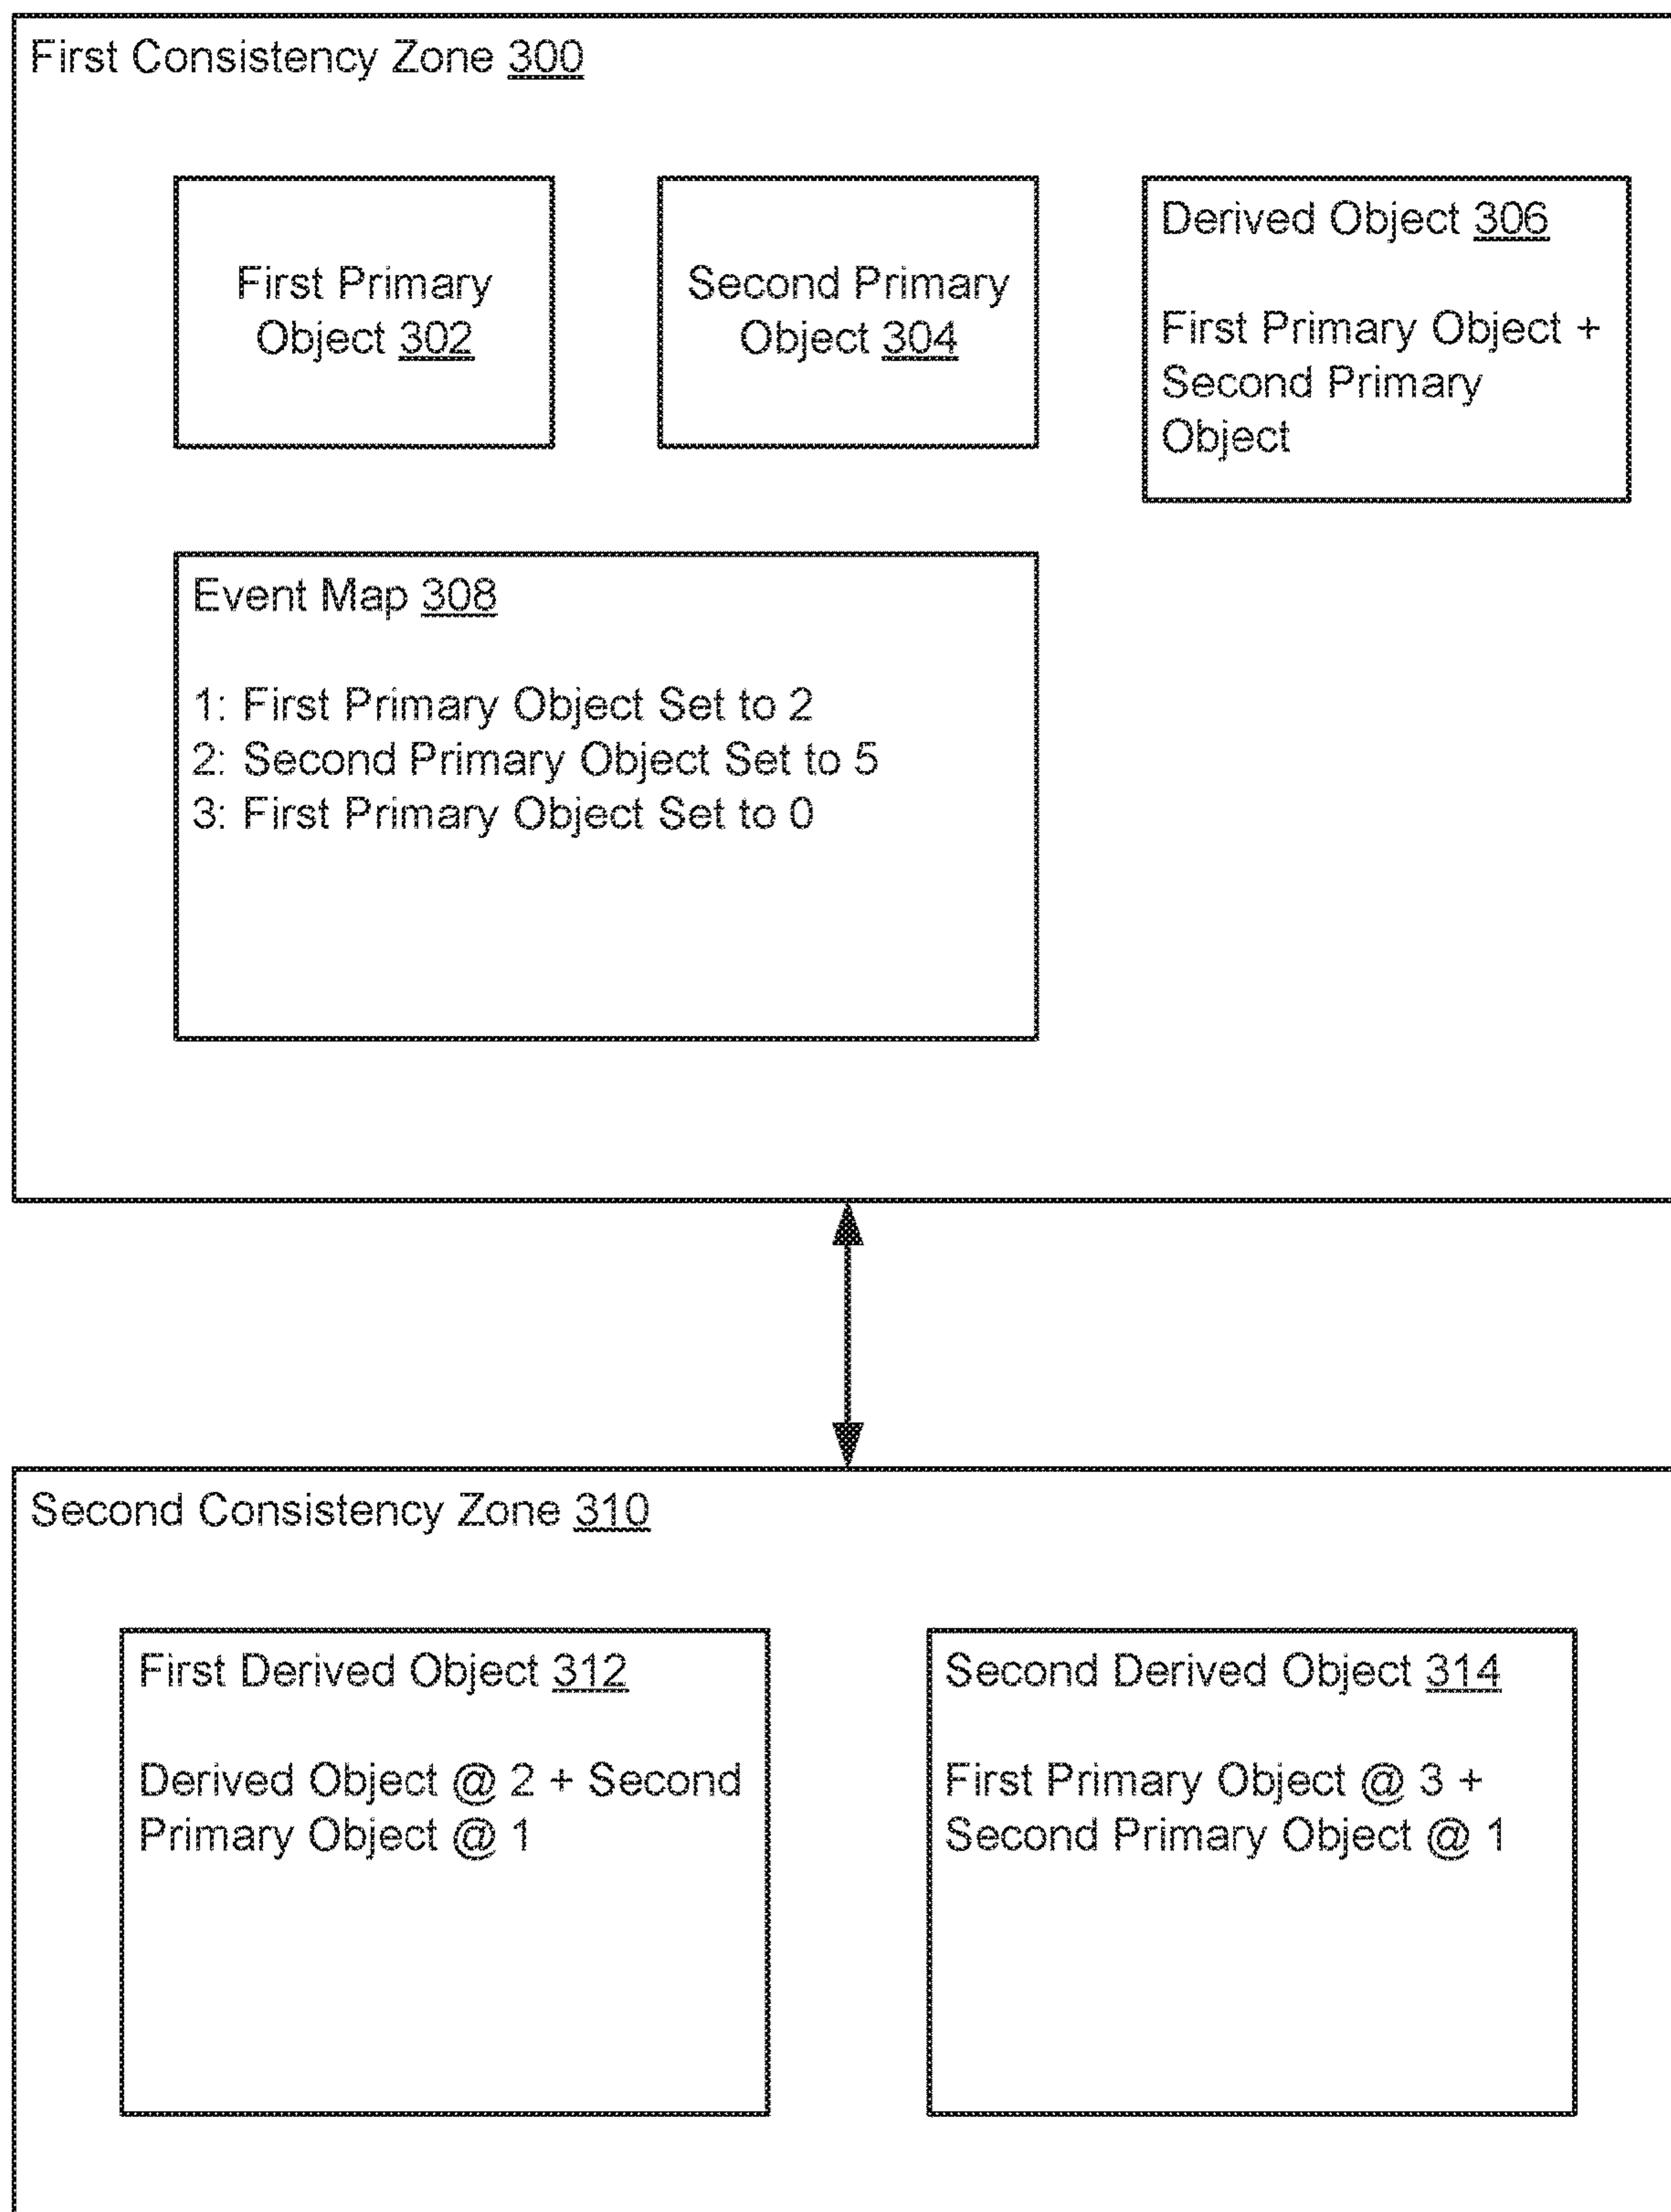 First Consistency Zone 300
First Primary
Object 302
Second Primary
Object 304
Derived Object 306
First Primary Object +
Second Primary
Object
Event Map 308
1: First Primary Object Set to 2
2: Second Primary Object Set to 5
3: First Primary Object Set to 0
Second Consistency Zone 310
First Derived Object 312
Derived Object @ 2 + Second
Primary Object @ 1
Second Derived Object 314
First Primary Object @ 3 +
Second Primary Object @ 1